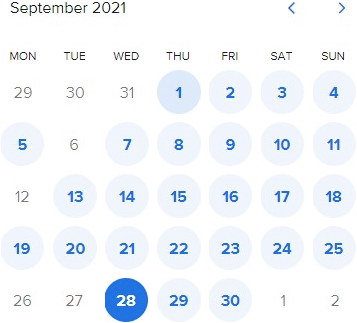 September 2021
MON TUE WED THU FRI SAT SUN
29 30 31 1 2 3 4
5 6 7 8 9 10 11
12 13 14 15 16 17 18
19 20 21 22 23 24 25
26 27 28 29 30 1 2